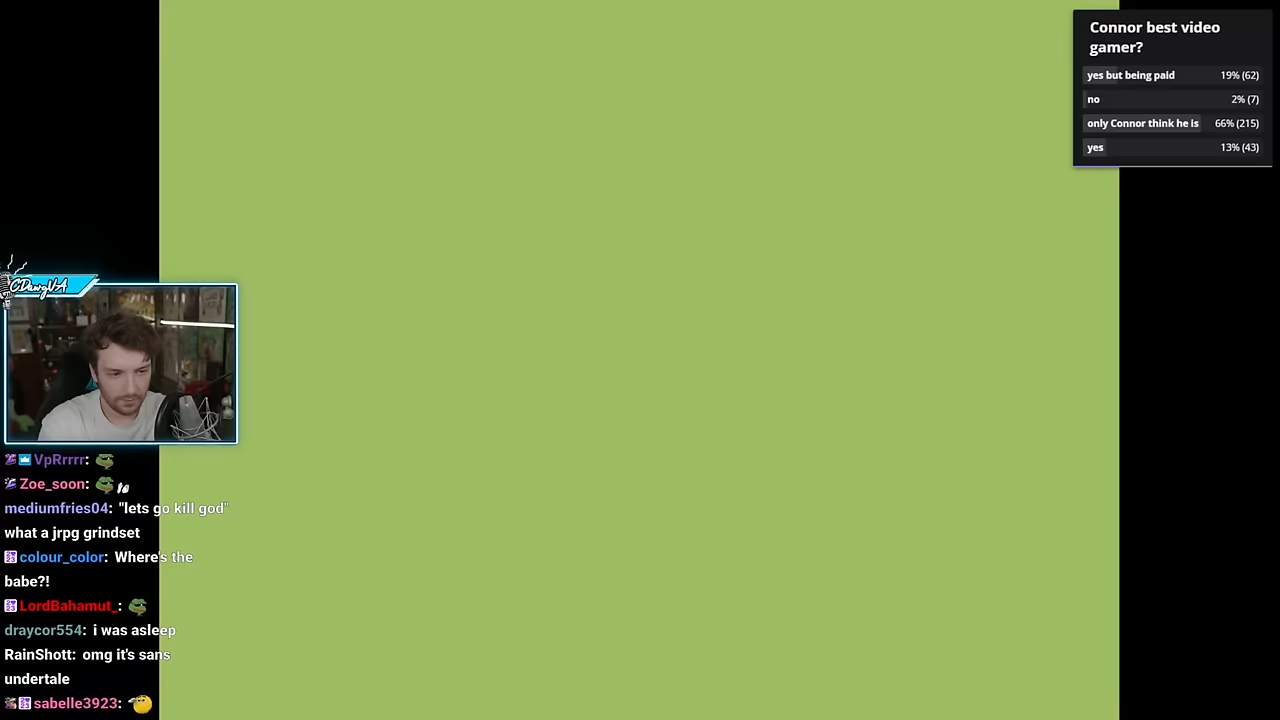 Connor best video
gamer?
yes but being paid 19% (62)
no 2% (7)
only Connor think he is 66% (215)
yes 13% (43)
CDawgVA
VpRrrrr:
Zoe_soon:
mediumfries04: "lets go kill god"
what a jrpg grindset
colour_color: Where's the
babe?!
LordBahamut_:
draycor554: i was asleep
RainShott: omg it's sans
undertale
sabelle3923: